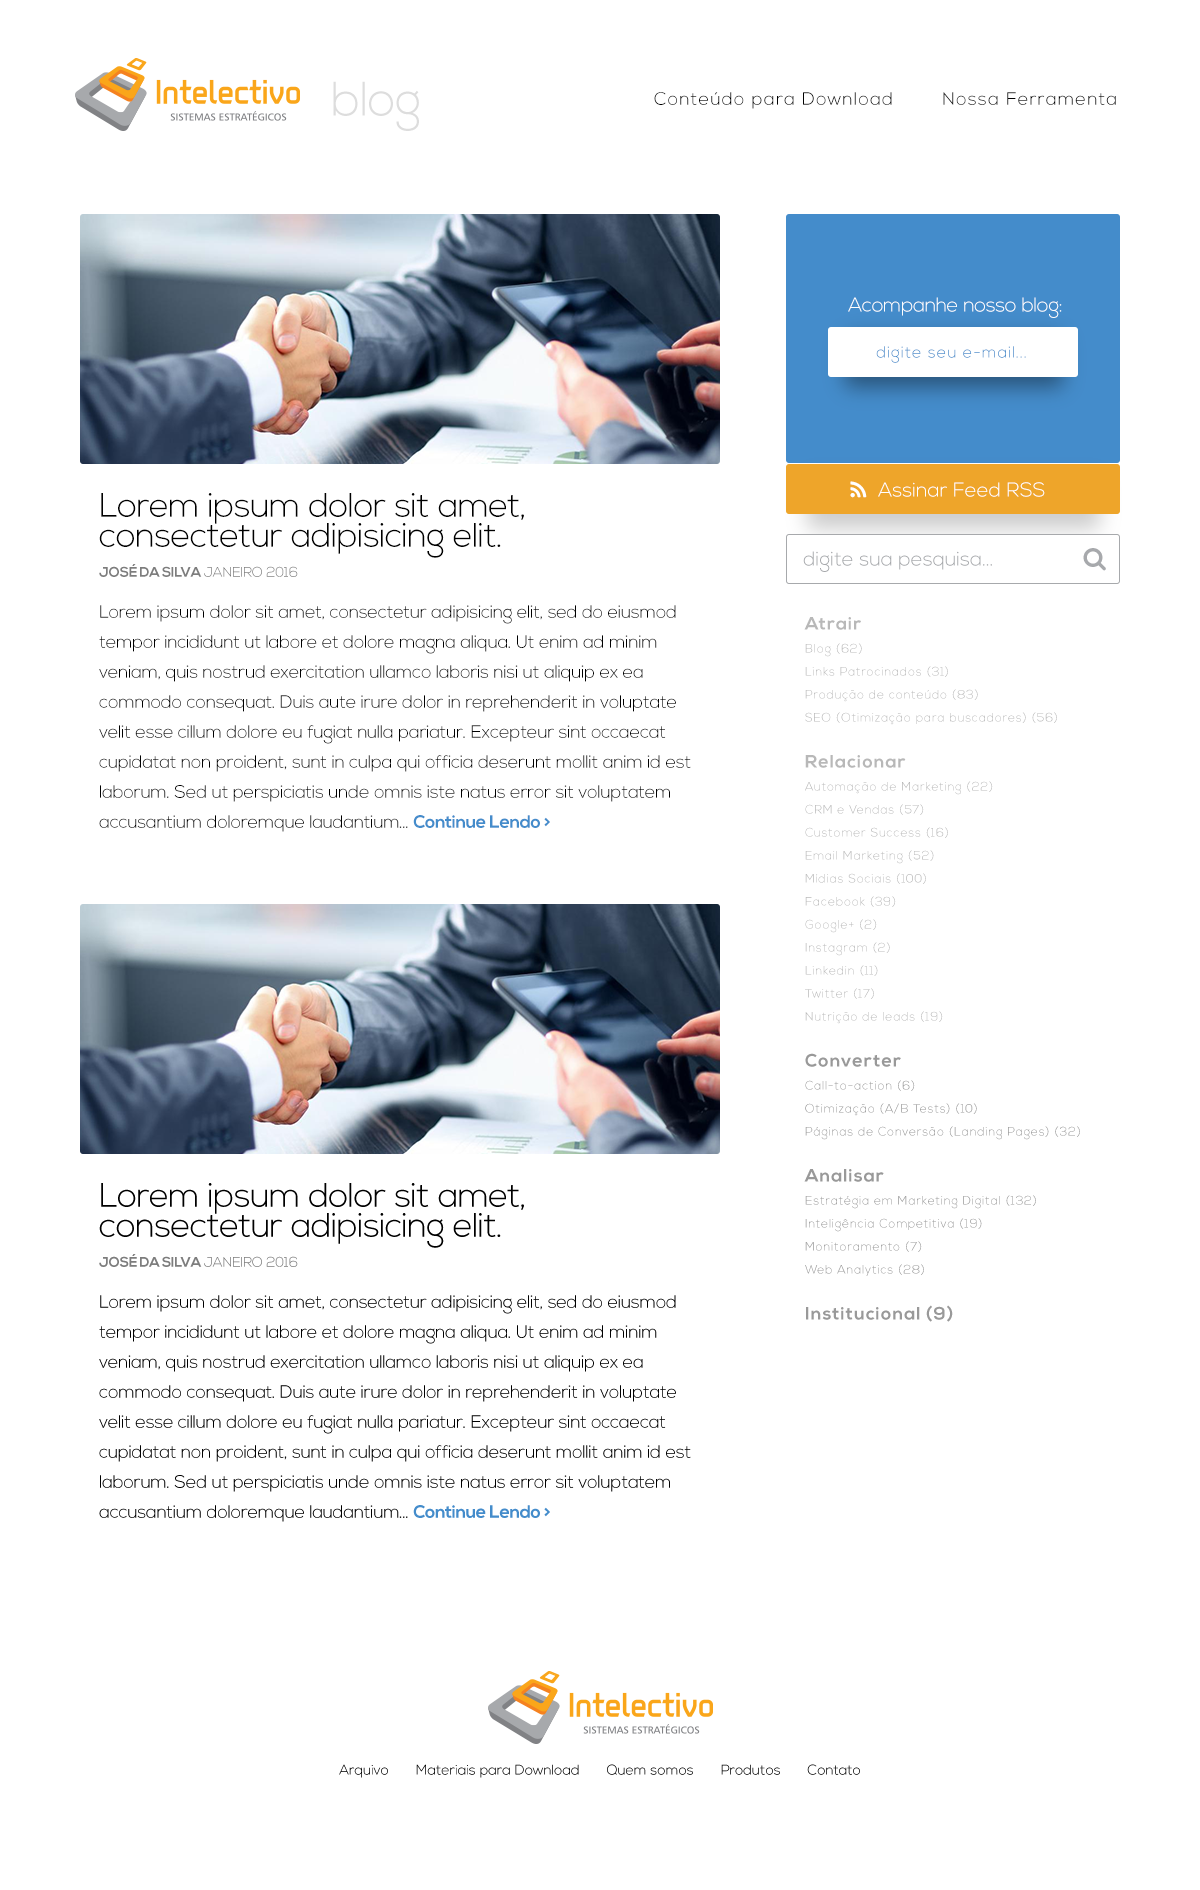 Intelectivo
SISTEMAS ESTRATÉGICOS
blog
Conteúdo para Download
Nossa Ferramenta
Lorem ipsum dolor sit amet,
consectetur adipisicing elit.
JOSÉ DA SILVA JANEIRO 2016
Lorem ipsum dolor sit amet, consectetur adipisicing elit, sed do eiusmod
tempor incididunt ut labore et dolore magna aliqua. Ut enim ad minim
veniam, quis nostrud exercitation ullamco laboris nisi ut aliquip ex ea
commodo consequat. Duis aute irure dolor in reprehenderit in voluptate
velit esse cillum dolore eu fugiat nulla pariatur. Excepteur sint occaecat
cupidatat non proident, sunt in culpa qui officia deserunt mollit anim id est
laborum. Sed ut perspiciatis unde omnis iste natus error sit voluptatem
accusantium doloremque laudantium... Continue Lendo >
Lorem ipsum dolor sit amet,
consectetur adipisicing elit.
JOSÉ DA SILVA JANEIRO 2016
Lorem ipsum dolor sit amet, consectetur adipisicing elit, sed do eiusmod
tempor incididunt ut labore et dolore magna aliqua. Ut enim ad minim
veniam, quis nostrud exercitation ullamco laboris nisi ut aliquip ex ea
commodo consequat. Duis aute irure dolor in reprehenderit in voluptate
velit esse cillum dolore eu fugiat nulla pariatur. Excepteur sint occaecat
cupidatat non proident, sunt in culpa qui officia deserunt mollit anim id est
laborum. Sed ut perspiciatis unde omnis iste natus error sit voluptatem
accusantium doloremque laudantium... Continue Lendo >
Acompanhe nosso blog:
digite seu e-mail...
Assinar Feed RSS
digite sua pesquisa...
Atrair
Blog (62)
Links Patrocinados (31)
Produção de conteúdo (83)
SEO (Otimização para buscadores) (56)
Relacionar
Automação de Marketing (22)
CRM e Vendas (57)
Customer Success (16)
Email Marketing (52)
Mídias Sociais (100)
Facebook (39)
Google+ (2)
Instagram (2)
Linkedin (11)
Twitter (17)
Nutrição de leads (19)
Converter
Call-to-action (6)
Otimização (A/B Tests) (10)
Páginas de Conversão (Landing Pages) (32)
Analisar
Estratégia em Marketing Digital (132)
Inteligência Competitiva (19)
Monitoramento (7)
Web Analytics (28)
Institucional (9)
Intelectivo
SISTEMAS ESTRATÉGICOS
Arquivo
Materiais para Download
Quem somos
Produtos
Contato